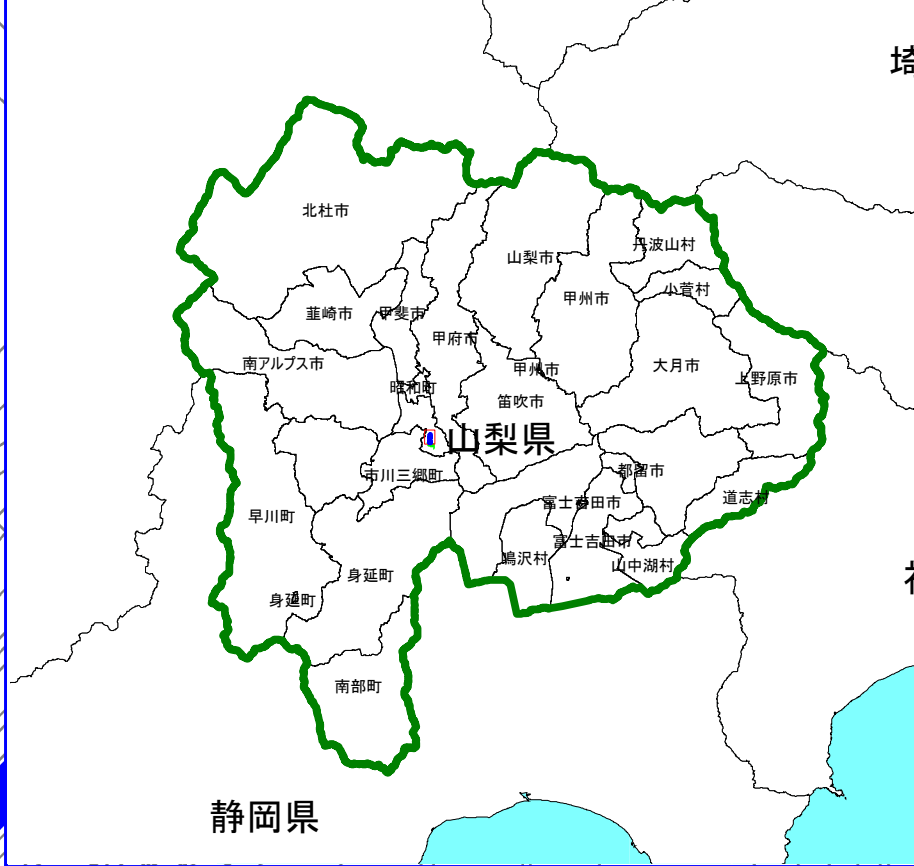 埼
北杜市
丹波山村
山梨市
小菅村
甲州市
韮崎市
甲斐市
甲府市
南アルプス市
甲州市
大月市
上野原市
昭和町
笛吹市
山梨県
市川三郷町
都留市
道志村
富士吉田市
早川町
富士吉田市
鳴沢村
山中湖村
身延町
身延町
南部町
静岡県